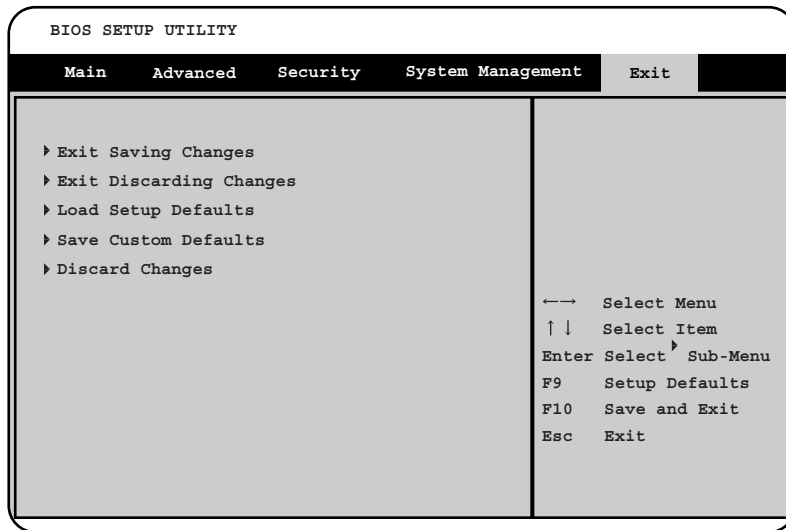 BIOS SETUP UTILITY
Main Advanced Security System Management Exit
Exit Saving Changes
Exit Discarding Changes
Load Setup Defaults
Save Custom Defaults
Discard Changes
←→ Select Menu
↑↓ Select Item
Enter Select Sub-Menu
F9 Setup Defaults
F10 Save and Exit
Esc Exit